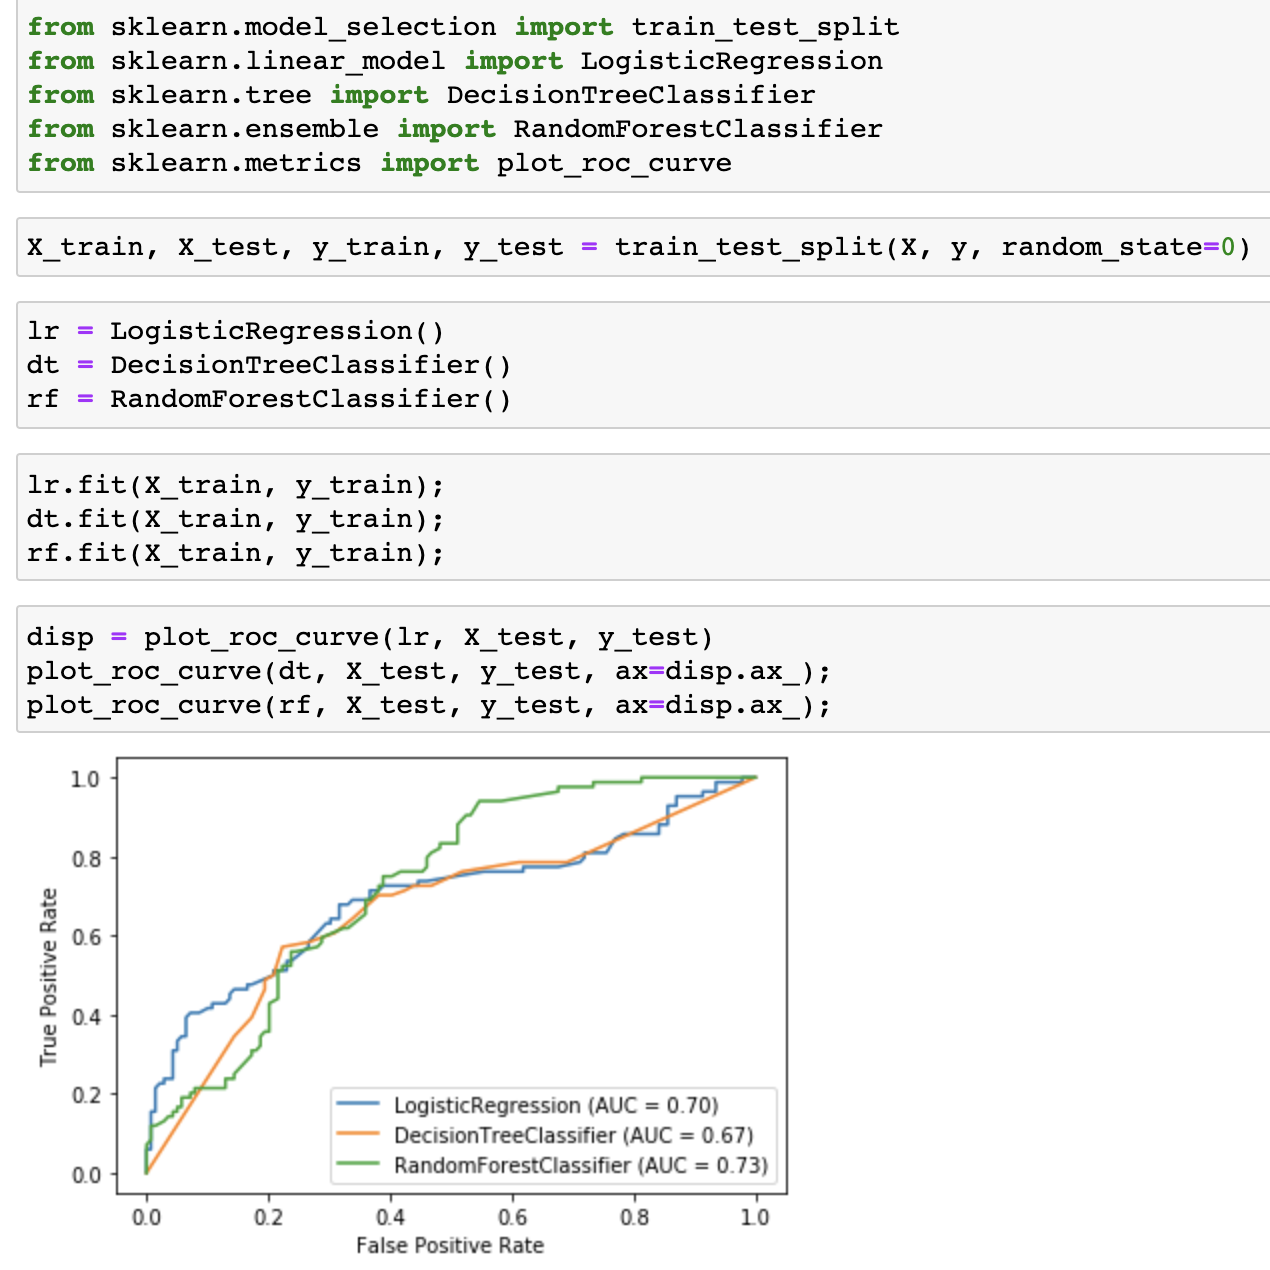 from sklearn.model_selection import train_test_split
from sklearn.linear_model import LogisticRegression
from sklearn.tree import DecisionTreeClassifier
from sklearn.ensemble import RandomForestClassifier
from sklearn.metrics import plot_roc_curve
X_train, X_test, y_train, y_test = train_test_split(X, y, random_state=0)
lr = LogisticRegression()
dt = DecisionTreeClassifier()
rf = RandomForestClassifier()
lr.fit(X_train, y_train);
dt.fit(X_train, y_train);
rf.fit(X_train, y_train);
disp = plot_roc_curve(lr, X_test, y_test)
plot_roc_curve(dt, X_test, y_test, ax=disp.ax_);
plot_roc_curve(rf, X_test, y_test, ax=disp.ax_);
True Positive Rate
1.0
0.8
0.6
0.4
0.2
0.0
LogisticRegression (AUC = 0.70)
DecisionTreeClassifier (AUC = 0.67)
RandomForestClassifier (AUC = 0.73)
0.0 0.2 0.4 0.6 0.8 1.0
False Positive Rate